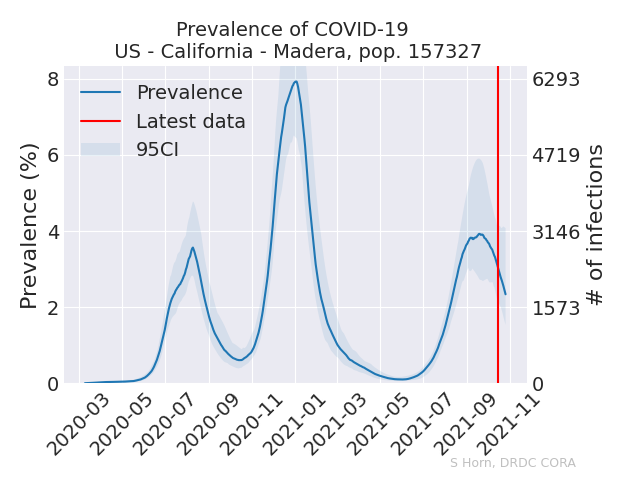 Prevalence of COVID-19
US - California - Madera, pop. 157327
Prevalence
Latest data
95CI
Prevalence (%)
8
6
4
2
0
# of infections
6293
4719
3146
1573
0
2020-03
2020-05
2020-07
2020-09
2020-11
2021-01
2021-03
2021-05
2021-07
2021-09
2021-11
S Horn, DRDC CORA